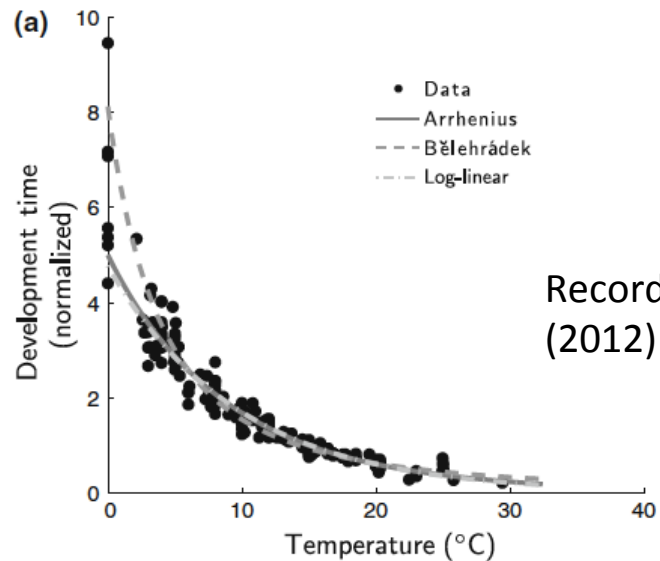 (a)
10
8
6
4
2
0
Development time
(normalized)
Data
Arrhenius
Bělehrádek
Log-linear
Record
(2012)
0
10
20
30
40
Temperature (°C)